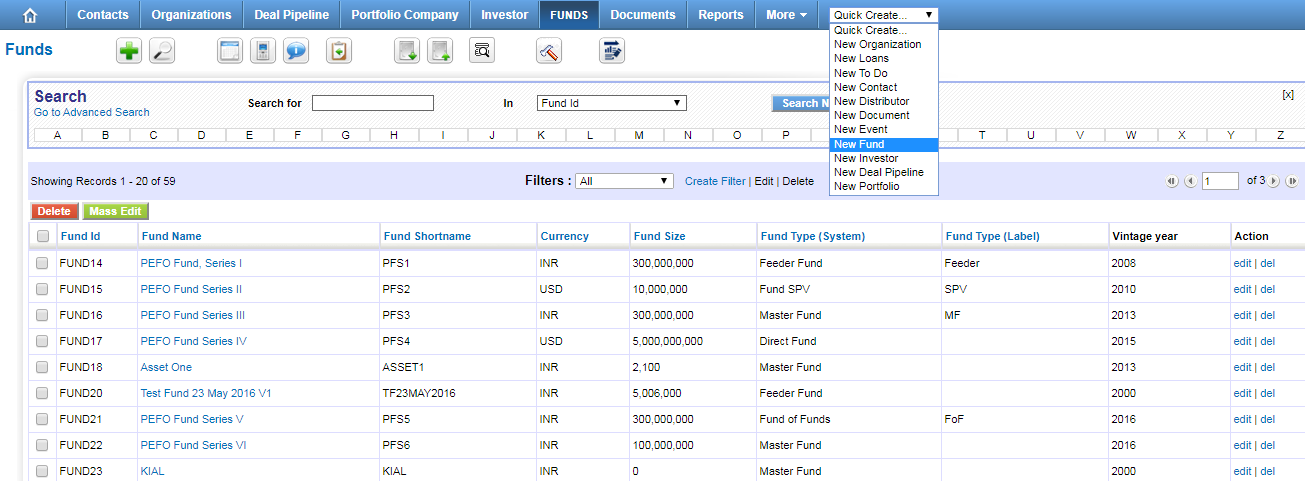 Contacts Organizations Deal Pipeline Portfolio Company Investor FUNDS Documents Reports More Quick Create...
Quick Create...
New Organization
New Loans
New To Do
New Contact
New Distributor
New Document
New Event
New Fund
New Investor
New Deal Pipeline
New Portfolio
Funds
Search
Go to Advanced Search
Search for In Fund Id Search [x]
A B C D E F G H I J K L M N O P T U V W X Y Z
Showing Records 1 - 20 of 59 Filters : All Create Filter | Edit | Delete 1 of 3
Delete Mass Edit
Fund Id Fund Name Fund Shortname Currency Fund Size Fund Type (System) Fund Type (Label) Vintage year Action
FUND14 PEFO Fund, Series I PFS1 INR 300,000,000 Feeder Fund Feeder 2008 edit | del
FUND15 PEFO Fund Series II PFS2 USD 10,000,000 Fund SPV SPV 2010 edit | del
FUND16 PEFO Fund Series III PFS3 INR 300,000,000 Master Fund MF 2013 edit | del
FUND17 PEFO Fund Series IV PFS4 USD 5,000,000,000 Direct Fund 2015 edit | del
FUND18 Asset One ASSET1 INR 2,100 Master Fund 2013 edit | del
FUND20 Test Fund 23 May 2016 V1 TF23MAY2016 INR 5,006,000 Feeder Fund 2000 edit | del
FUND21 PEFO Fund Series V PFS5 INR 300,000,000 Fund of Funds FoF 2016 edit | del
FUND22 PEFO Fund Series VI PFS6 INR 100,000,000 Master Fund 2016 edit | del
FUND23 KIAL KIAL INR 0 Master Fund 2000 edit | del